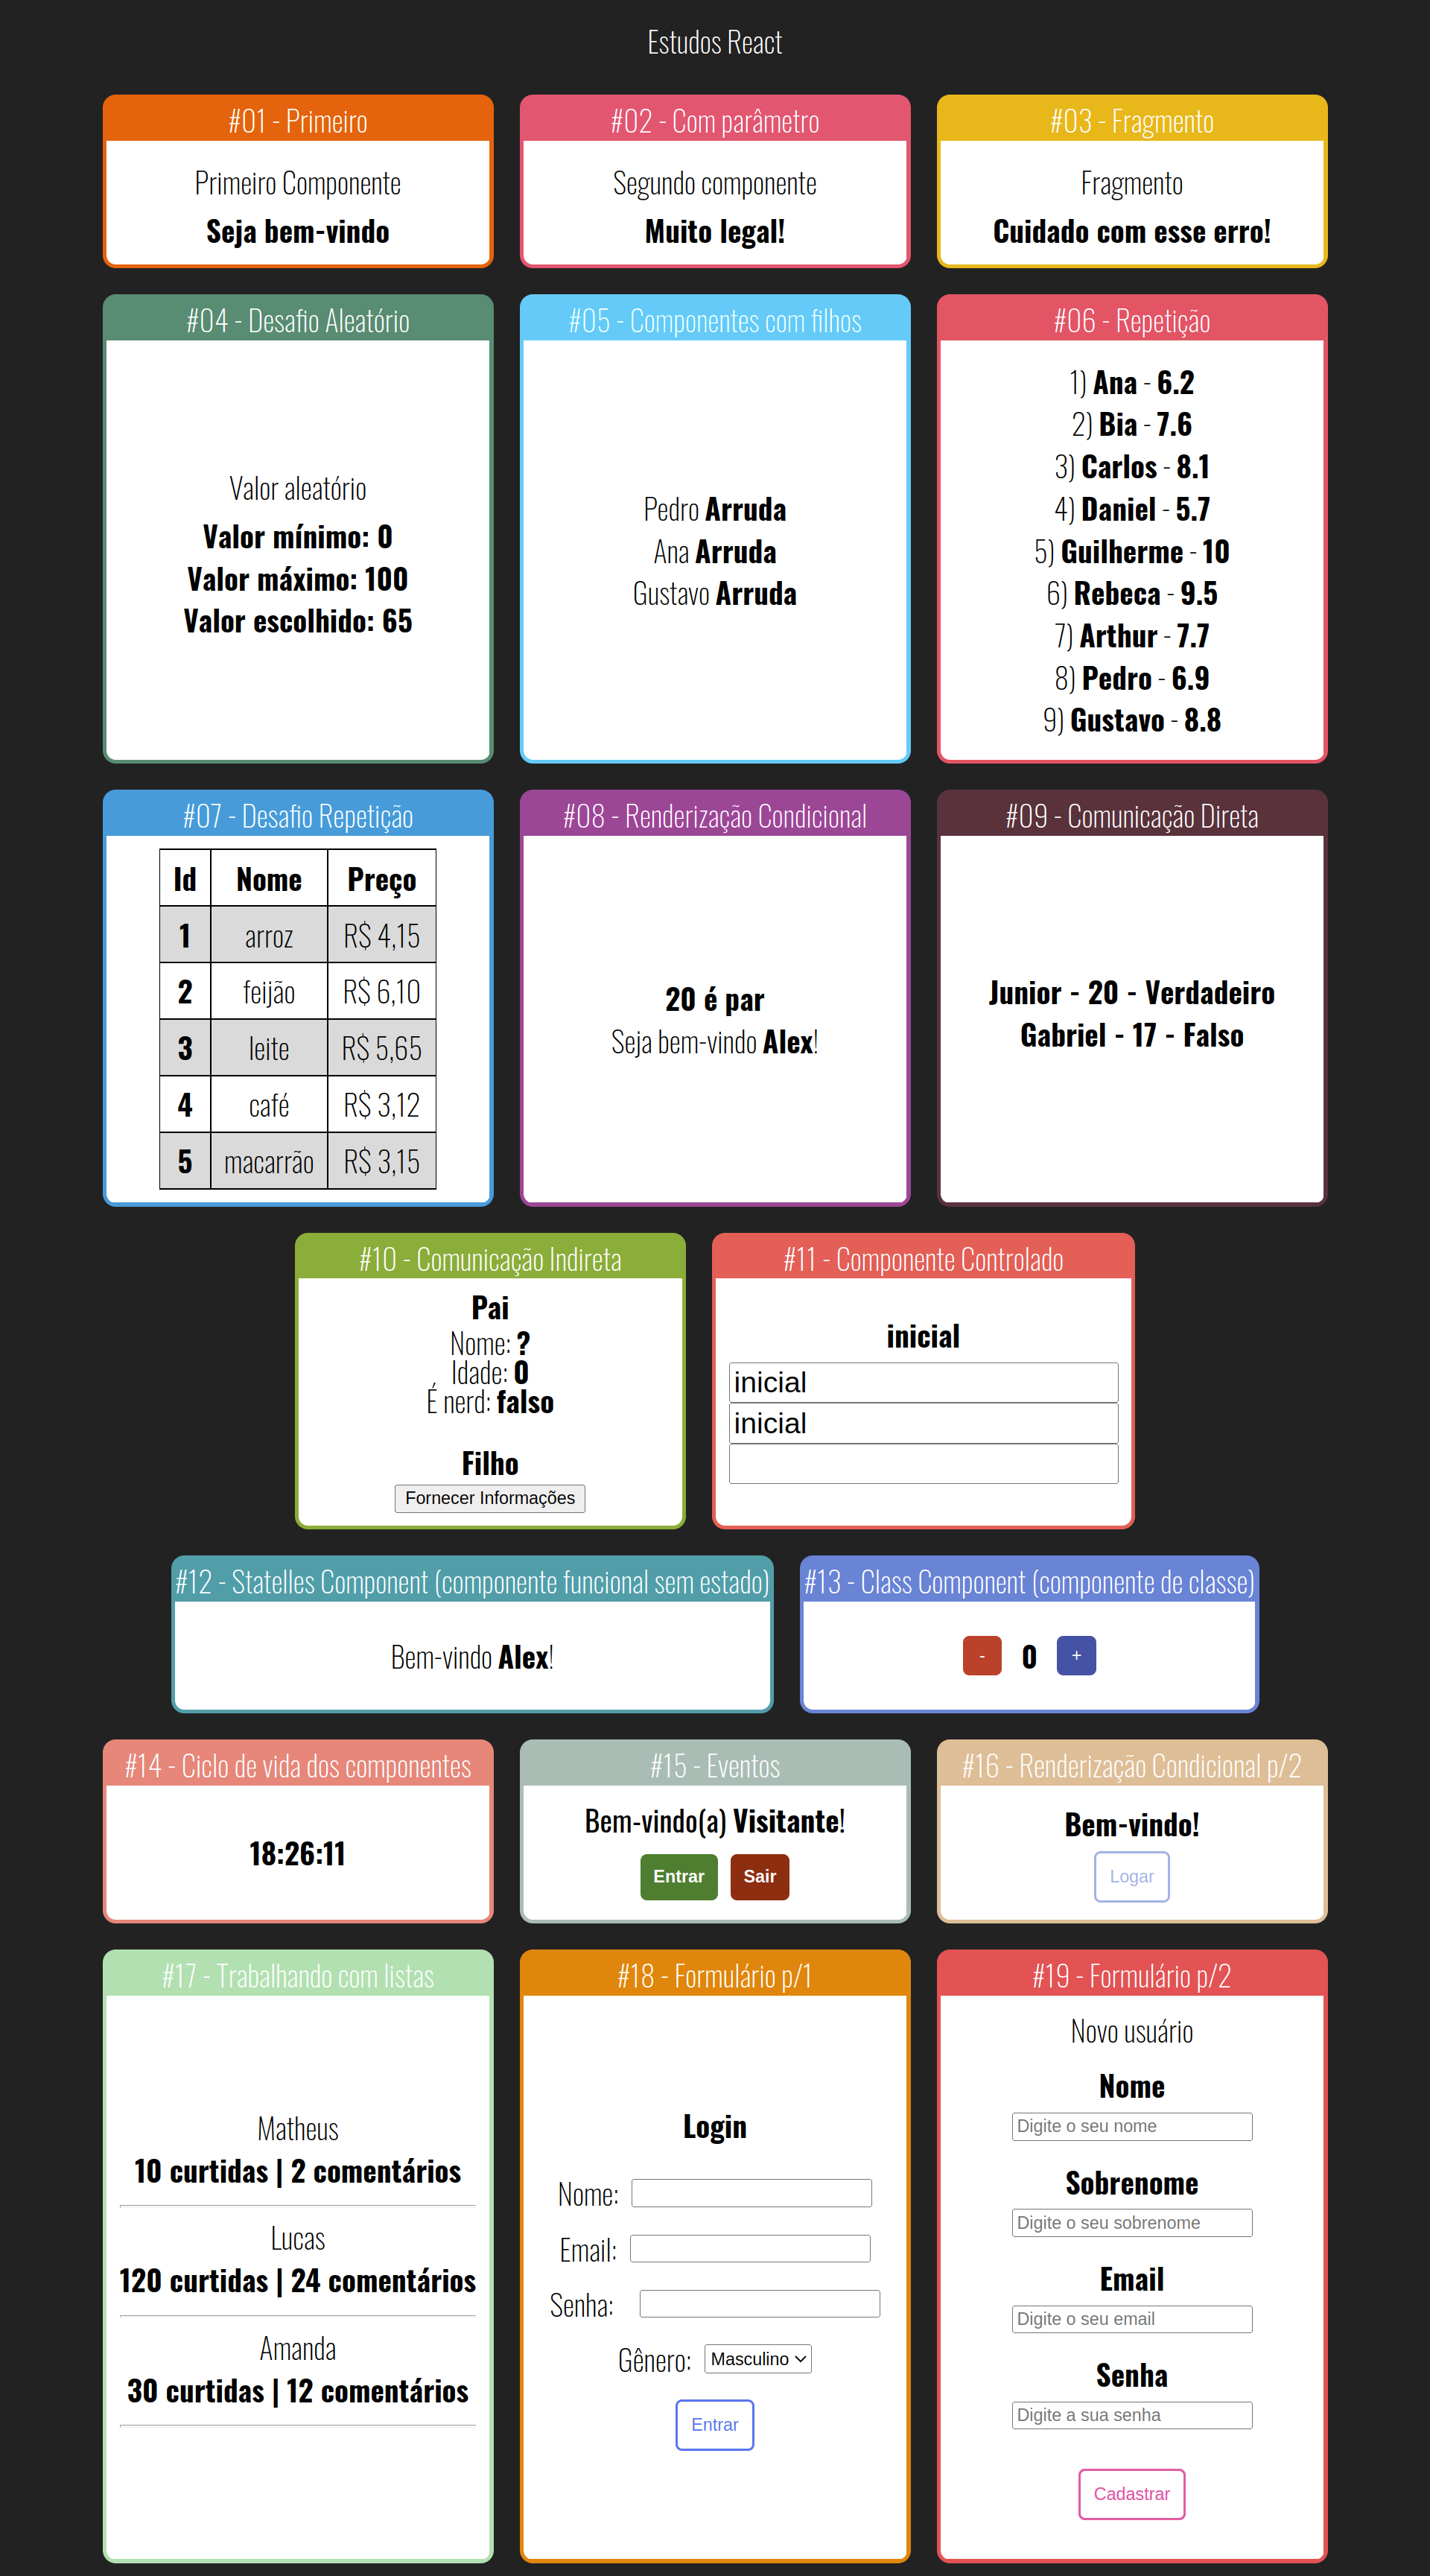 Estudos React
#01 - Primeiro
Primeiro Componente
Seja bem-vindo
#02 - Com parâmetro
Segundo componente
Muito legal!
#03 - Fragmento
Fragmento
Cuidado com esse erro!
#04 - Desafio Aleatório
Valor aleatório
Valor mínimo: 0
Valor máximo: 100
Valor escolhido: 65
#05 - Componentes com filhos
Pedro Arruda
Ana Arruda
Gustavo Arruda
#06 - Repetição
1) Ana - 6.2
2) Bia - 7.6
3) Carlos - 8.1
4) Daniel - 5.7
5) Guilherme - 10
6) Rebeca - 9.5
7) Arthur - 7.7
8) Pedro - 6.9
9) Gustavo - 8.8
#07 - Desafio Repetição
Id Nome Preço
1 arroz R$ 4,15
2 feijão R$ 6,10
3 leite R$ 5,65
4 café R$ 3,12
5 macarrão R$ 3,15
#08 - Renderização Condicional
20 é par
Seja bem-vindo Alex!
#09 - Comunicação Direta
Junior - 20 - Verdadeiro
Gabriel - 17 - Falso
#10 - Comunicação Indireta
Pai
Nome: ?
Idade: 0
É nerd: falso
Filho
Fornecer Informações
#11 - Componente Controlado
inicial
inicial
inicial
#12 - Statelles Component (componente funcional sem estado)
Bem-vindo Alex!
#13 - Class Component (componente de classe)
- 0 +
#14 - Ciclo de vida dos componentes
18:26:11
#15 - Eventos
Bem-vindo(a) Visitante!
Entrar Sair
#16 - Renderização Condicional p/2
Bem-vindo!
Logar
#17 - Trabalhando com listas
Matheus
10 curtidas | 2 comentários
Lucas
120 curtidas | 24 comentários
Amanda
30 curtidas | 12 comentários
#18 - Formulário p/1
Login
Nome:
Email:
Senha:
Gênero: Masculino
Entrar
#19 - Formulário p/2
Novo usuário
Nome
Digite o seu nome
Sobrenome
Digite o seu sobrenome
Email
Digite o seu email
Senha
Digite a sua senha
Cadastrar